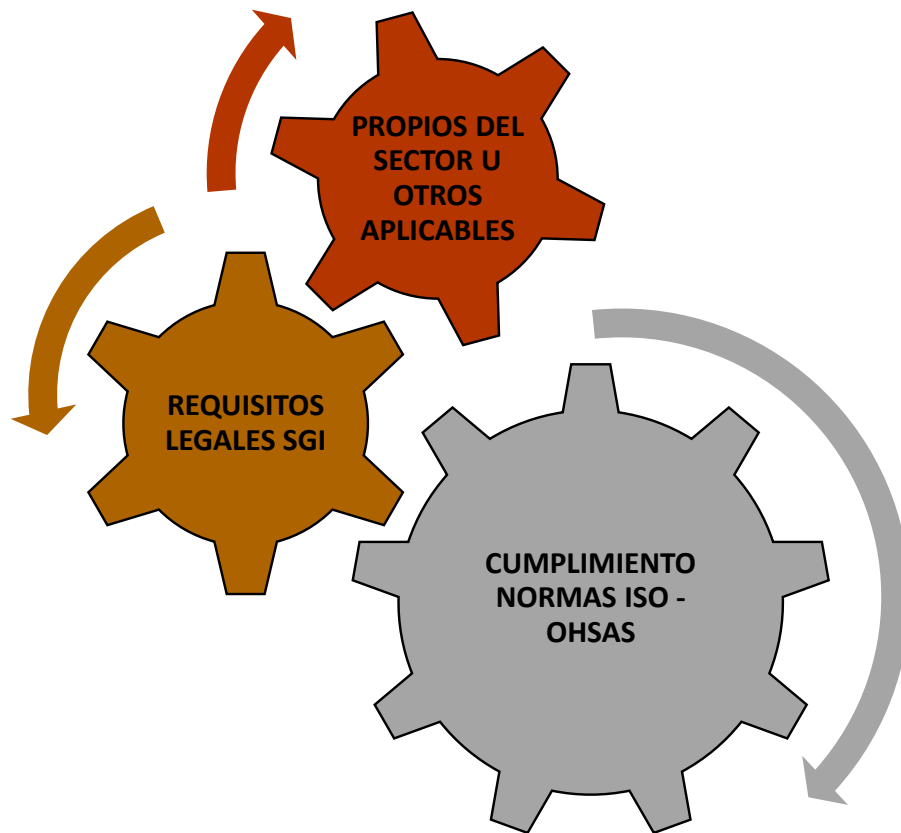 PROPIOS DEL
SECTOR U
OTROS
APLICABLES
REQUISITOS
LEGALES SGI
CUMPLIMIENTO
NORMAS ISO -
OHSAS